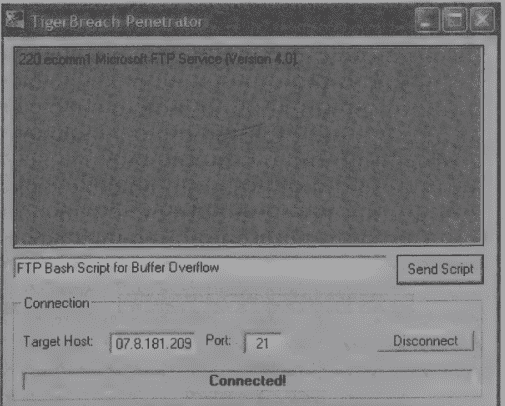 TigerBreach Penetrator
220 ecomm1 Microsoft FTP Service (Version 4.0).
FTP Bash Script for Buffer Overflow
Send Script
Connection
Target Host: 07.8.181.209 Port: 21
Disconnect
Connected!